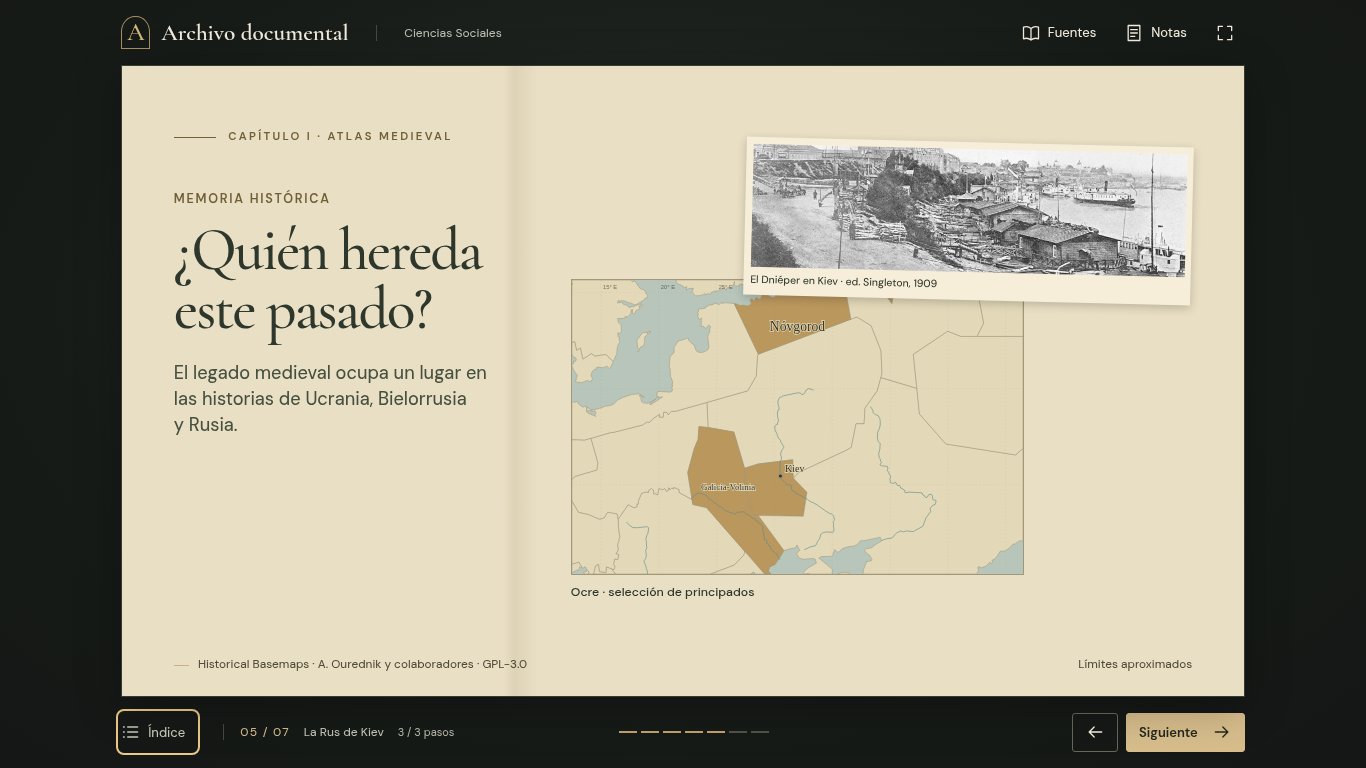 A Archivo documental
Ciencias Sociales
Fuentes
Notas
CAPÍTULO I · ATLAS MEDIEVAL
MEMORIA HISTÓRICA
¿Quién hereda
este pasado?
El legado medieval ocupa un lugar en
las historias de Ucrania, Bielorrusia
y Rusia.
El Dniéper en Kiev · ed. Singleton, 1909
15° E
20° E
25° E
Nóvgorod
Kiev
Galicia-Volinia
Ocre · selección de principados
Historical Basemaps · A. Ourednik y colaboradores · GPL-3.0
Límites aproximados
Índice
05 / 07
La Rus de Kiev
3 / 3 pasos
Siguiente